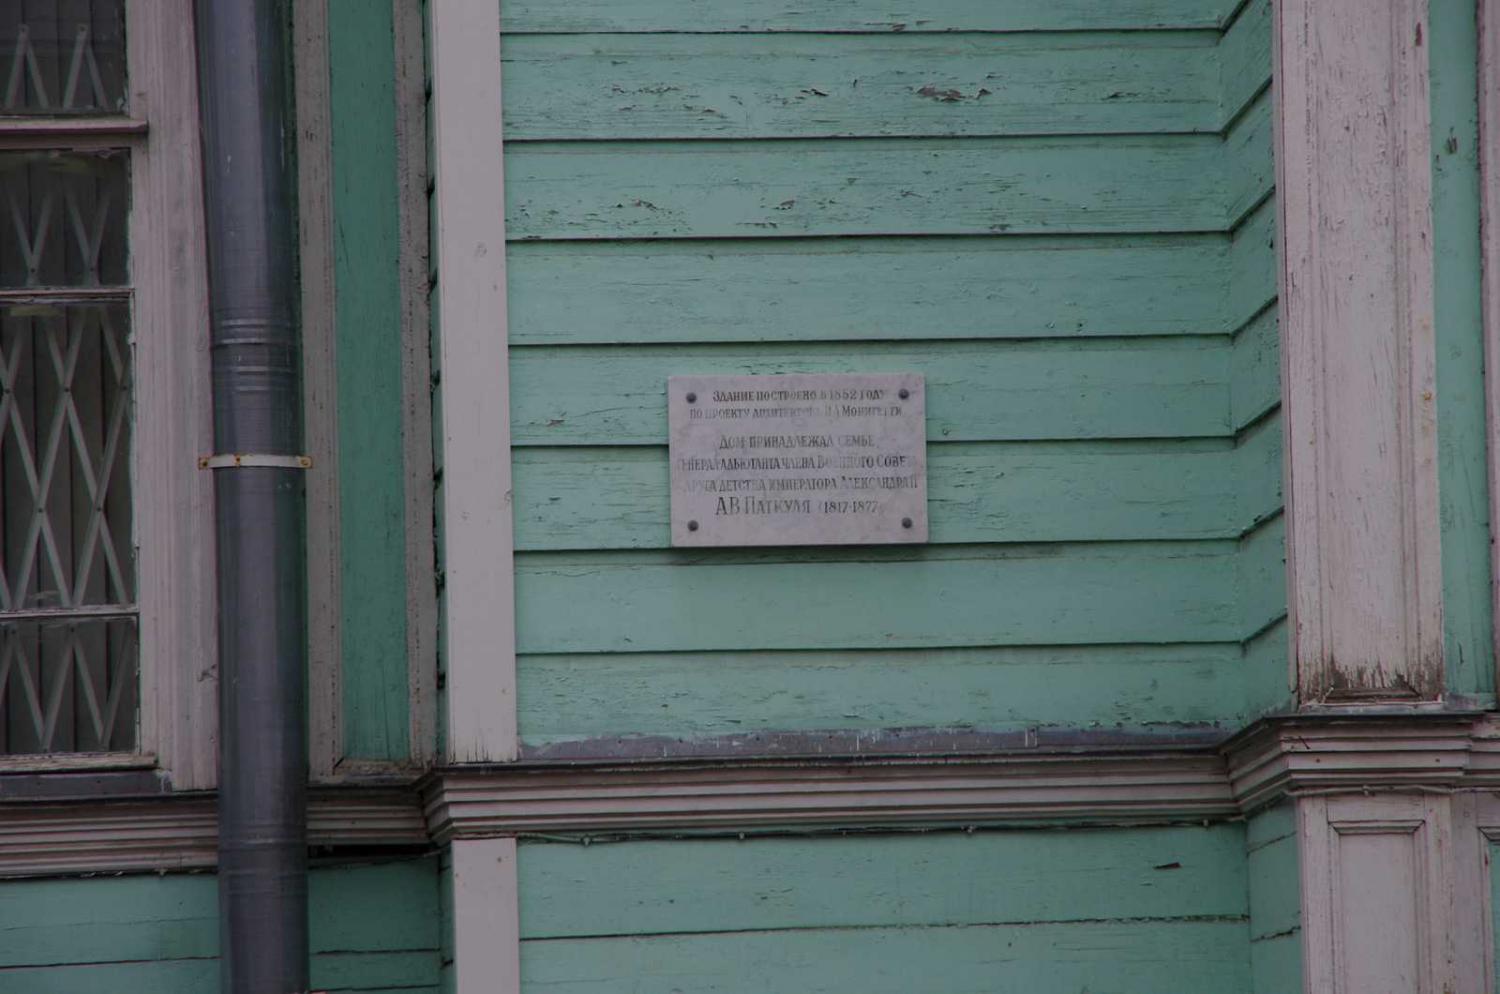 Здание построено в 1852 году
по проекту архитектора И.А. Монигетти
Дом принадлежал семье
генерал-адъютанта члена Военного Совета
друга детства императора Александра II
А.В. Паткуля (1817-1877)